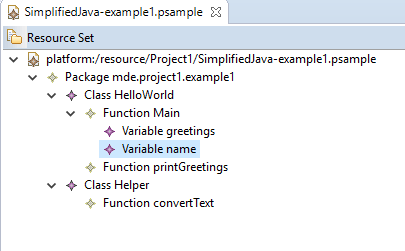 SimplifiedJava-example1.psample
Resource Set
platform:/resource/Project1/SimplifiedJava-example1.psample
Package mde.project1.example1
Class HelloWorld
Function Main
Variable greetings
Variable name
Function printGreetings
Class Helper
Function convertText